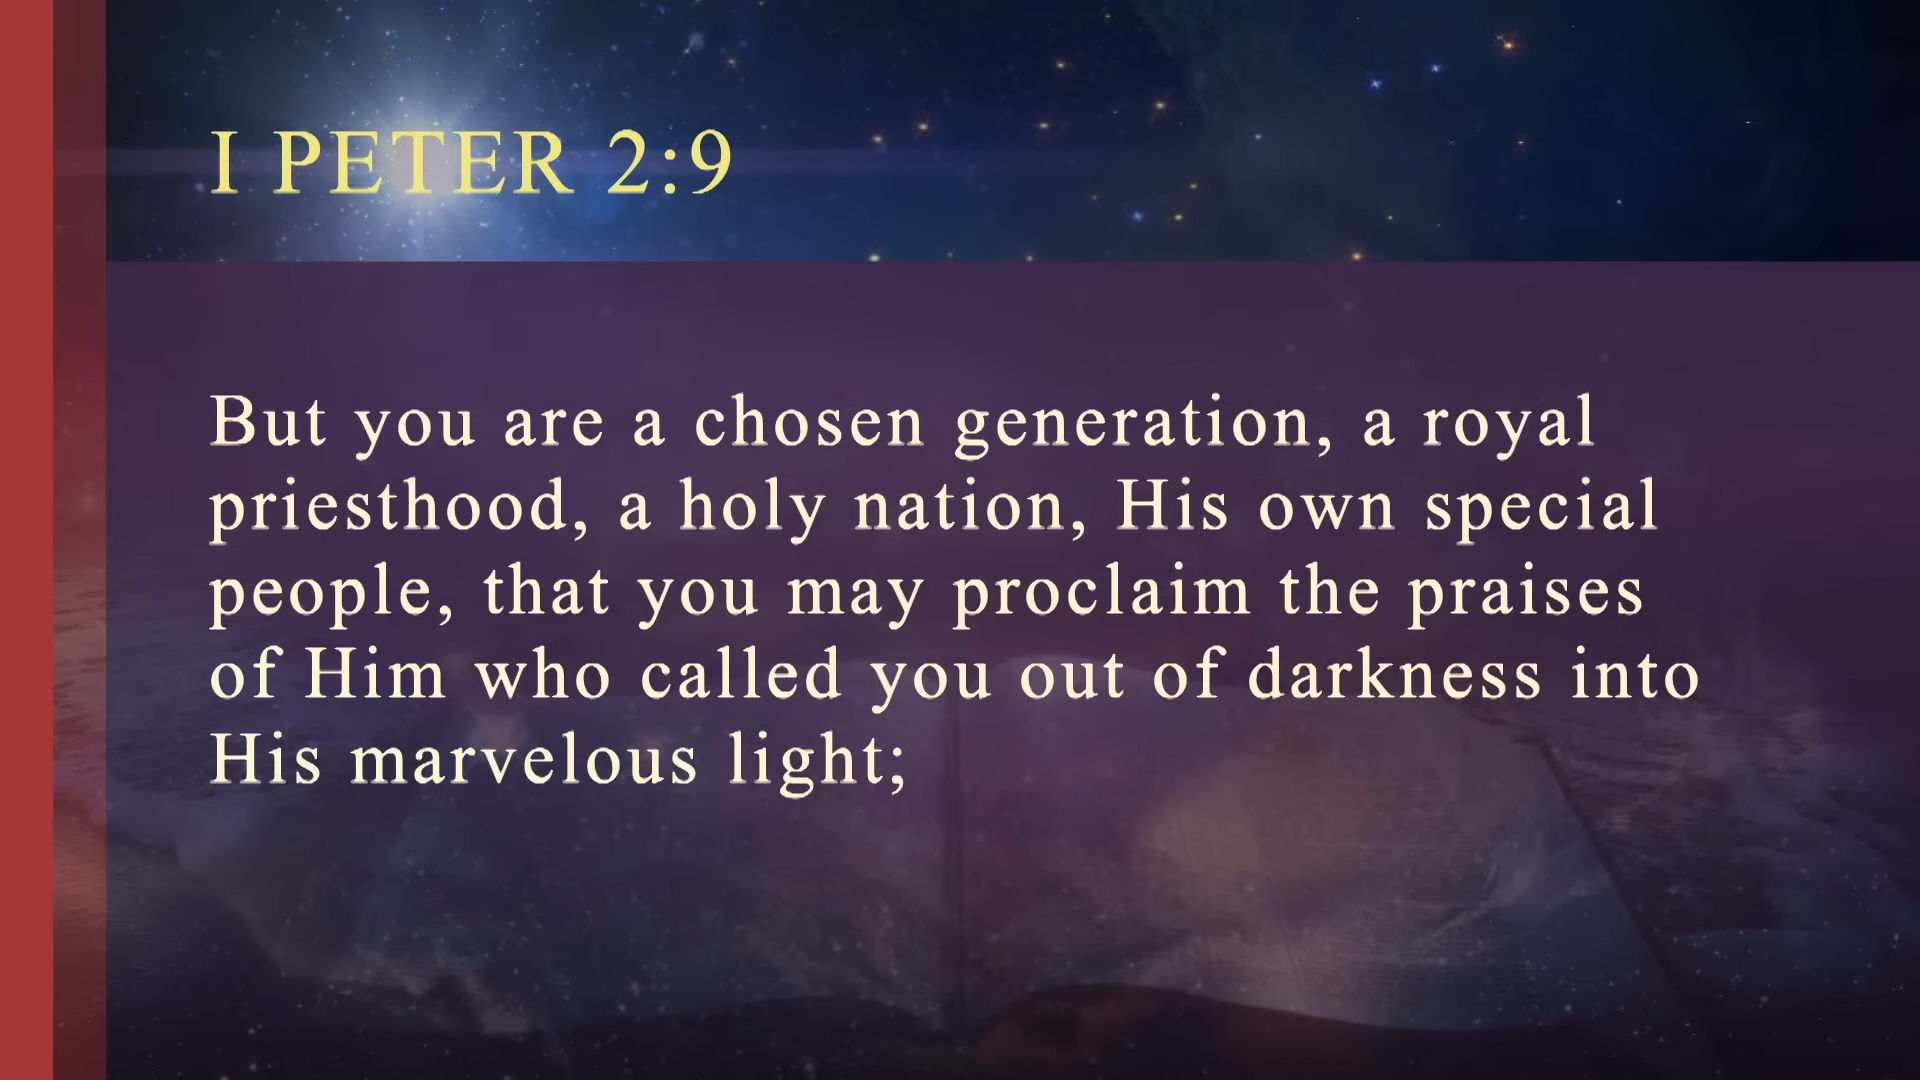 I PETER 2:9
But you are a chosen generation, a royal
priesthood, a holy nation, His own special
people, that you may proclaim the praises
of Him who called you out of darkness into
His marvelous light;